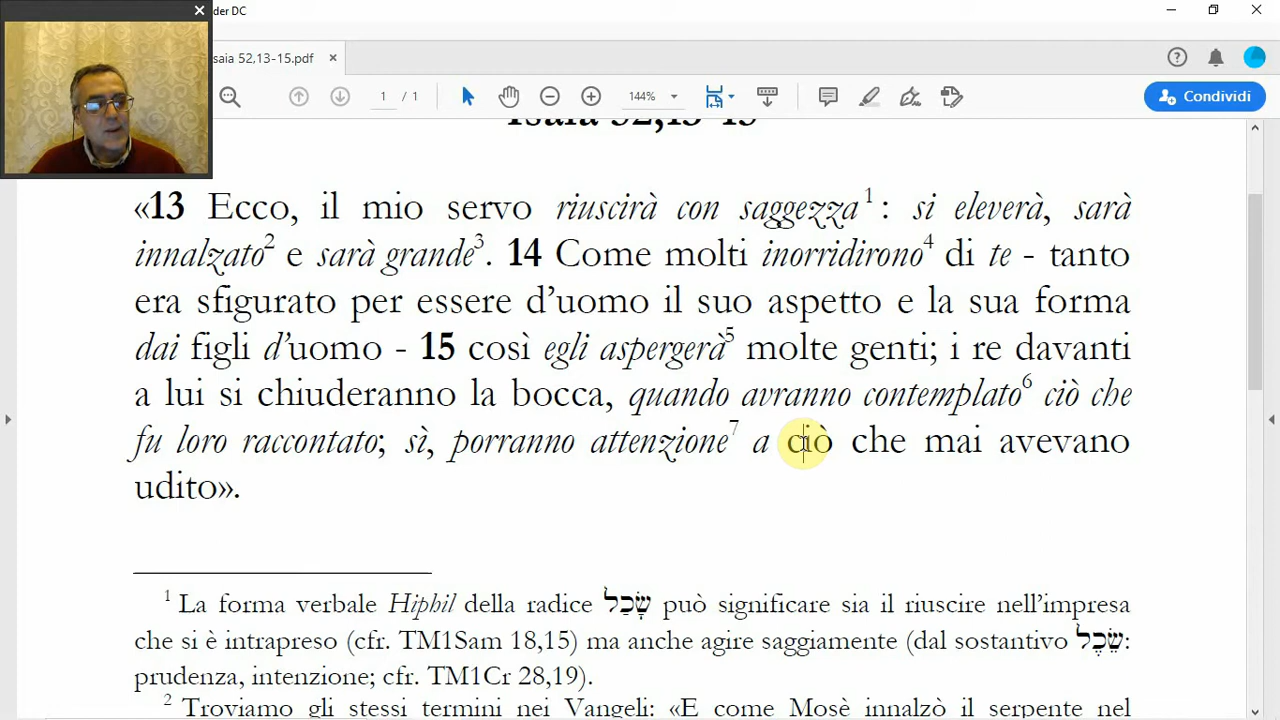 der DC
saia 52,13-15.pdf
1 / 1
144%
Condividi
Isaia 52,13-15
«13 Ecco, il mio servo riuscirà con saggezza1 : si eleverà, sarà
innalzato2 e sarà grande3. 14 Come molti inorridirono4 di te - tanto
era sfigurato per essere d’uomo il suo aspetto e la sua forma
dai figli d’uomo - 15 così egli aspergerà5 molte genti; i re davanti
a lui si chiuderanno la bocca, quando avranno contemplato6 ciò che
fu loro raccontato; sì, porranno attenzione7 a ciò che mai avevano
udito».
1 La forma verbale Hiphil della radice שָׂכַל può significare sia il riuscire nell’impresa
che si è intrapreso (cfr. TM1Sam 18,15) ma anche agire saggiamente (dal sostantivo שֵׂכֶל:
prudenza, intenzione; cfr. TM1Cr 28,19).
2 Troviamo gli stessi termini nei Vangeli: «E come Mosè innalzò il serpente nel